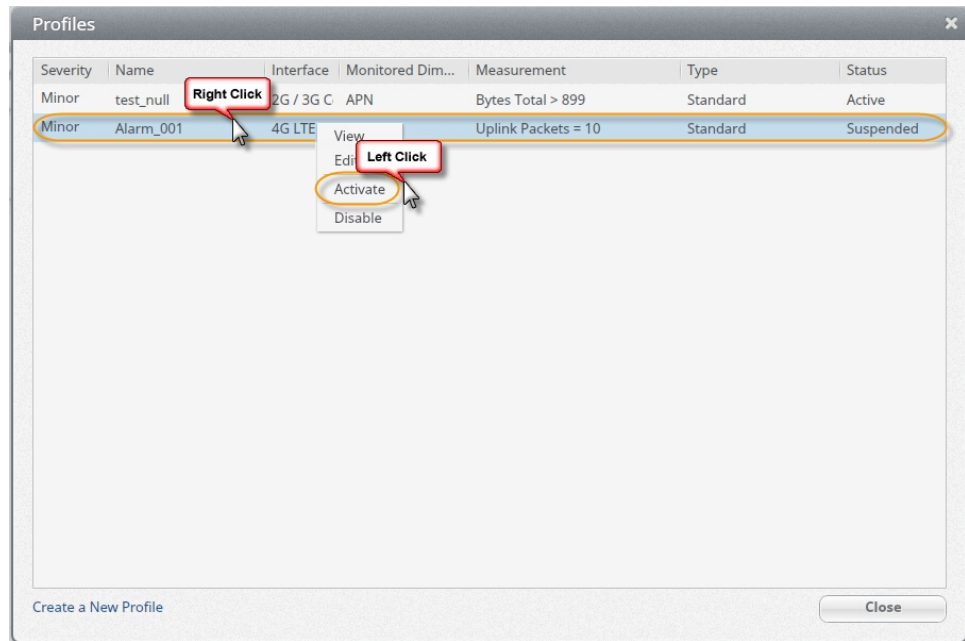 Profiles
Severity Name Interface Monitored Dim... Measurement Type Status
Minor test_null 2G / 3G C APN Bytes Total > 899 Standard Active
Right Click
Minor Alarm_001 4G LTE Uplink Packets = 10 Standard Suspended
View
Edi
Left Click
Activate
Disable
Create a New Profile
Close